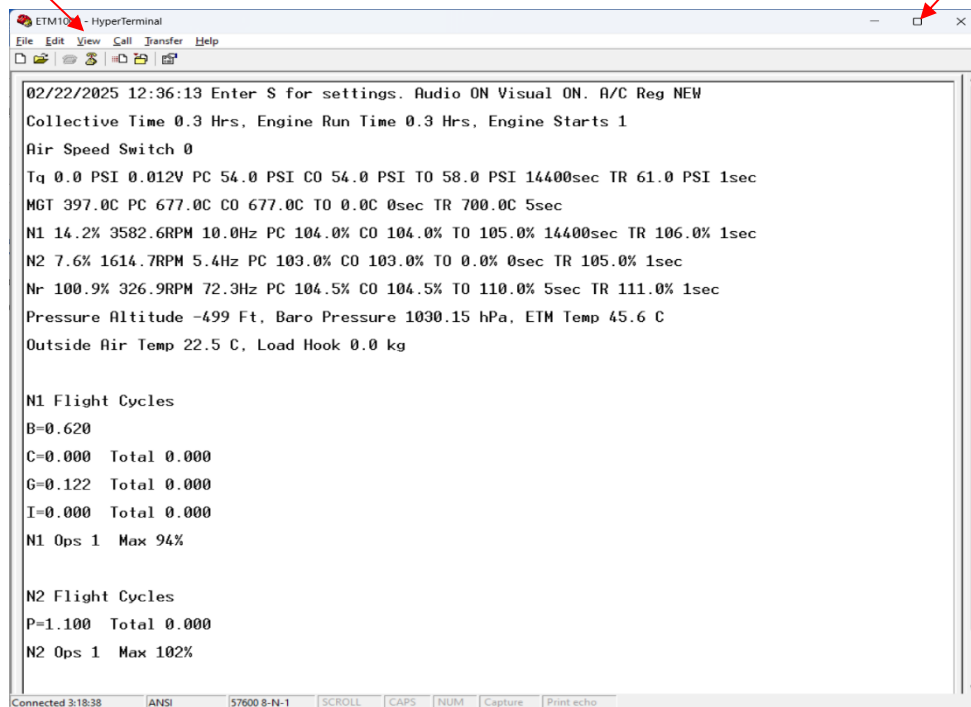 ETM10 - HyperTerminal
File Edit View Call Transfer Help
02/22/2025 12:36:13 Enter S for settings. Audio ON Visual ON. A/C Reg NEW
Collective Time 0.3 Hrs, Engine Run Time 0.3 Hrs, Engine Starts 1
Air Speed Switch 0
Tq 0.0 PSI 0.012V PC 54.0 PSI CO 54.0 PSI TO 58.0 PSI 14400sec TR 61.0 PSI 1sec
MGT 397.0C PC 677.0C CO 677.0C TO 0.0C 0sec TR 700.0C 5sec
N1 14.2% 3582.6RPM 10.0Hz PC 104.0% CO 104.0% TO 105.0% 14400sec TR 106.0% 1sec
N2 7.6% 1614.7RPM 5.4Hz PC 103.0% CO 103.0% TO 0.0% 0sec TR 105.0% 1sec
Nr 100.9% 326.9RPM 72.3Hz PC 104.5% CO 104.5% TO 110.0% 5sec TR 111.0% 1sec
Pressure Altitude -499 Ft, Baro Pressure 1030.15 hPa, ETM Temp 45.6 C
Outside Air Temp 22.5 C, Load Hook 0.0 kg
N1 Flight Cycles
B=0.620
C=0.000 Total 0.000
G=0.122 Total 0.000
I=0.000 Total 0.000
N1 Ops 1 Max 94%
N2 Flight Cycles
P=1.100 Total 0.000
N2 Ops 1 Max 102%
Connected 3:18:38 ANSI 57600 8-N-1 SCROLL CAPS NUM Capture Print echo